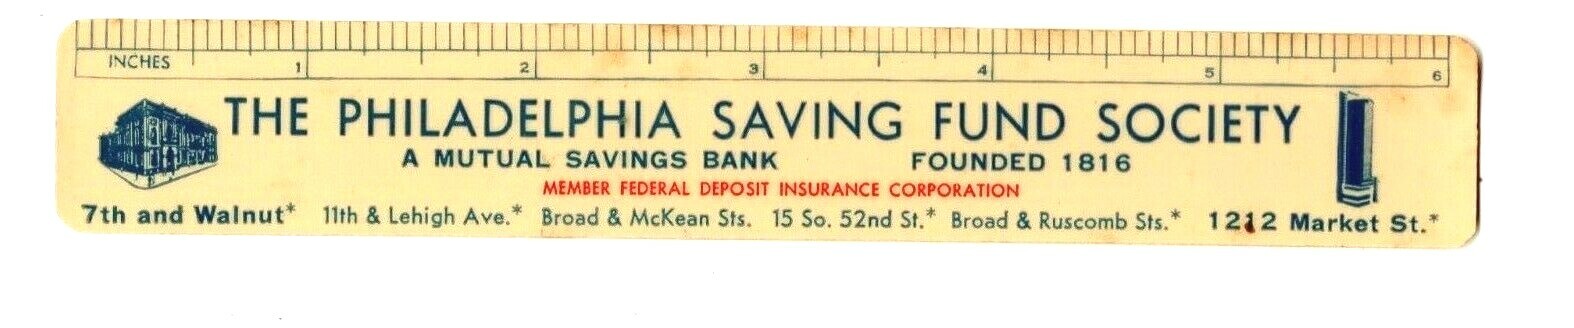 INCHES 1 2 3 4 5 6
THE PHILADELPHIA SAVING FUND SOCIETY
A MUTUAL SAVINGS BANK FOUNDED 1816
MEMBER FEDERAL DEPOSIT INSURANCE CORPORATION
7th and Walnut* 11th & Lehigh Ave.* Broad & McKean Sts. 15 So. 52nd St.* Broad & Ruscomb Sts.* 1212 Market St.*